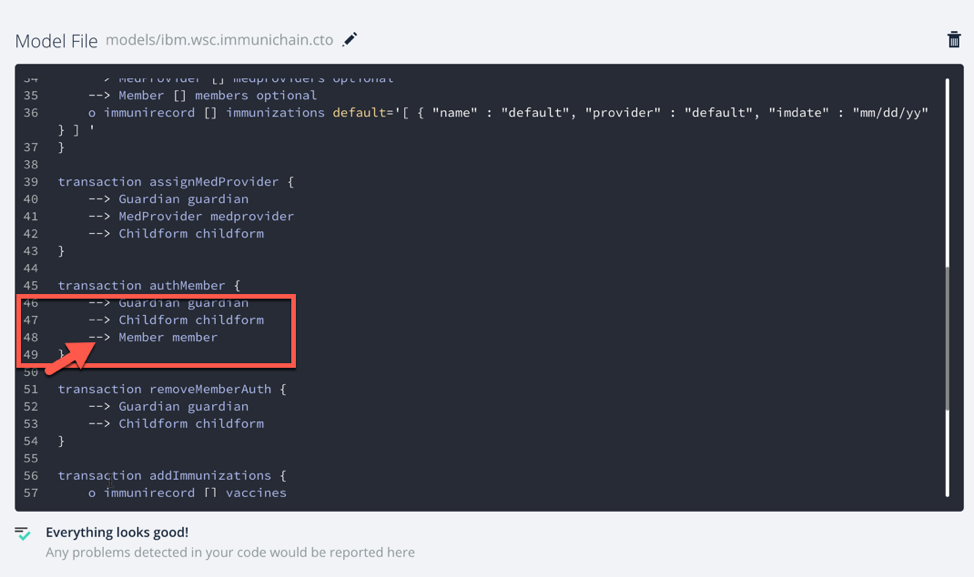 Model File models/ibm.wsc.immunichain.cto
34 --> MedProvider [] medproviders optional
35 --> Member [] members optional
36 o immunirecord [] immunizations default='[ { "name" : "default", "provider" : "default", "imdate" : "mm/dd/yy"
} ] '
37 }
38
39 transaction assignMedProvider {
40 --> Guardian guardian
41 --> MedProvider medprovider
42 --> Childform childform
43 }
44
45 transaction authMember {
46 --> Guardian guardian
47 --> Childform childform
48 --> Member member
49 }
50
51 transaction removeMemberAuth {
52 --> Guardian guardian
53 --> Childform childform
54 }
55
56 transaction addImmunizations {
57 o immunirecord [] vaccines
Everything looks good!
Any problems detected in your code would be reported here